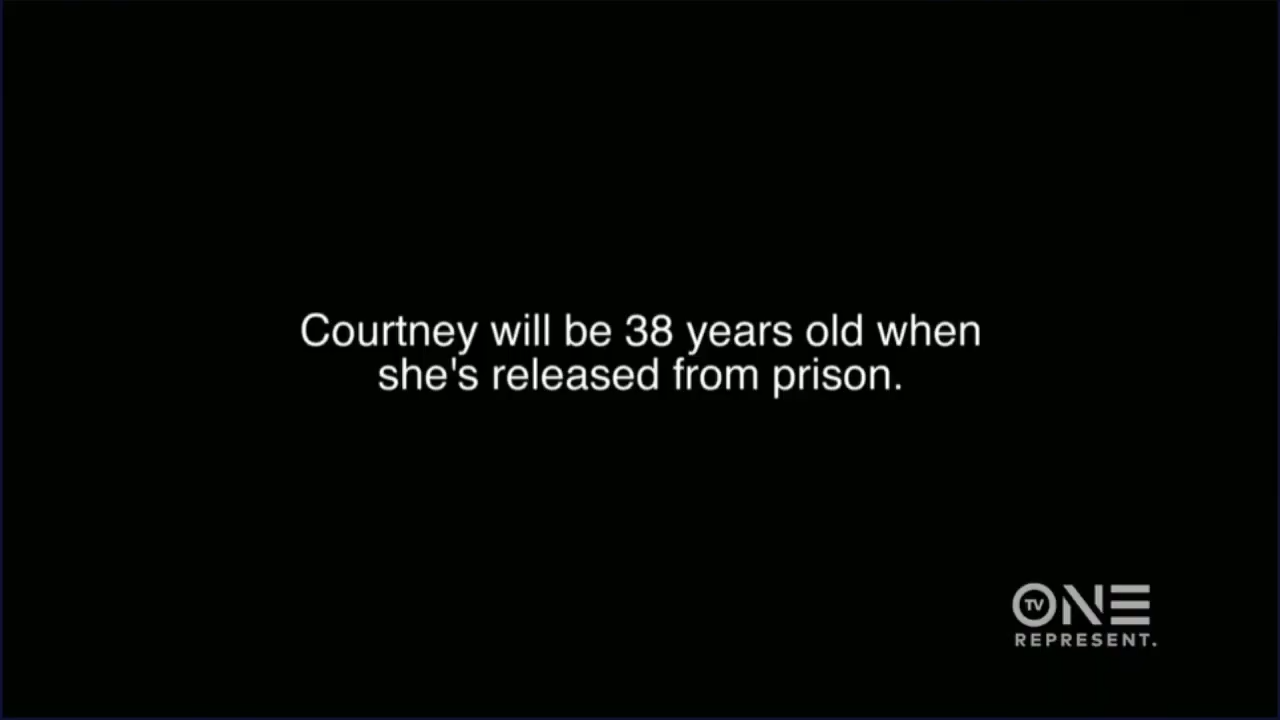 Courtney will be 38 years old when
she's released from prison.
TV ONE
REPRESENT.